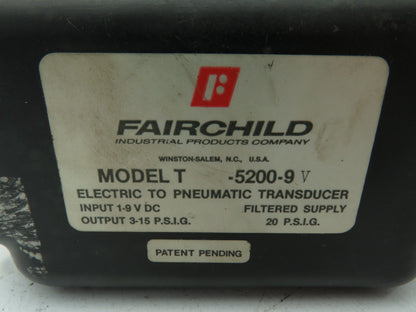 FAIRCHILD
INDUSTRIAL PRODUCTS COMPANY
WINSTON-SALEM, N.C., U.S.A.
MODEL T -5200-9 V
ELECTRIC TO PNEUMATIC TRANSDUCER
INPUT 1-9 V DC FILTERED SUPPLY
OUTPUT 3-15 P.S.I.G. 20 P.S.I.G.
PATENT PENDING